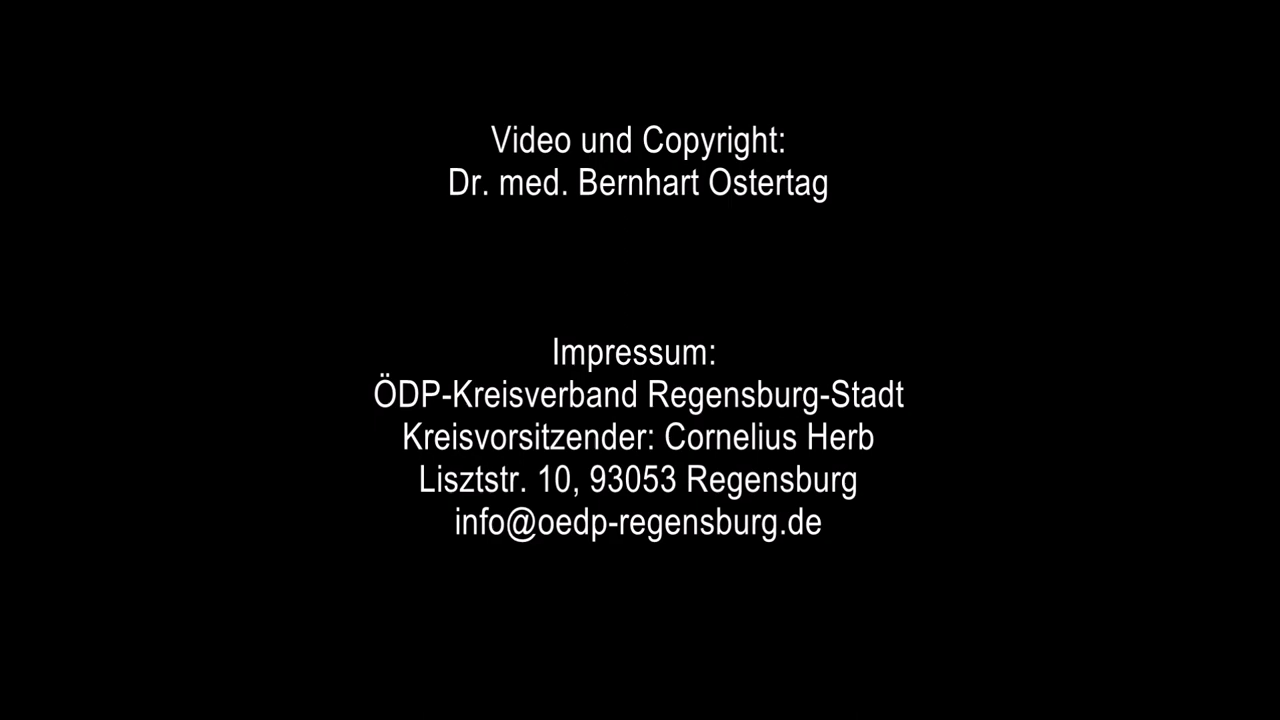 Video und Copyright:
Dr. med. Bernhart Ostertag
Impressum:
ÖDP-Kreisverband Regensburg-Stadt
Kreisvorsitzender: Cornelius Herb
Lisztstr. 10, 93053 Regensburg
info@oedp-regensburg.de